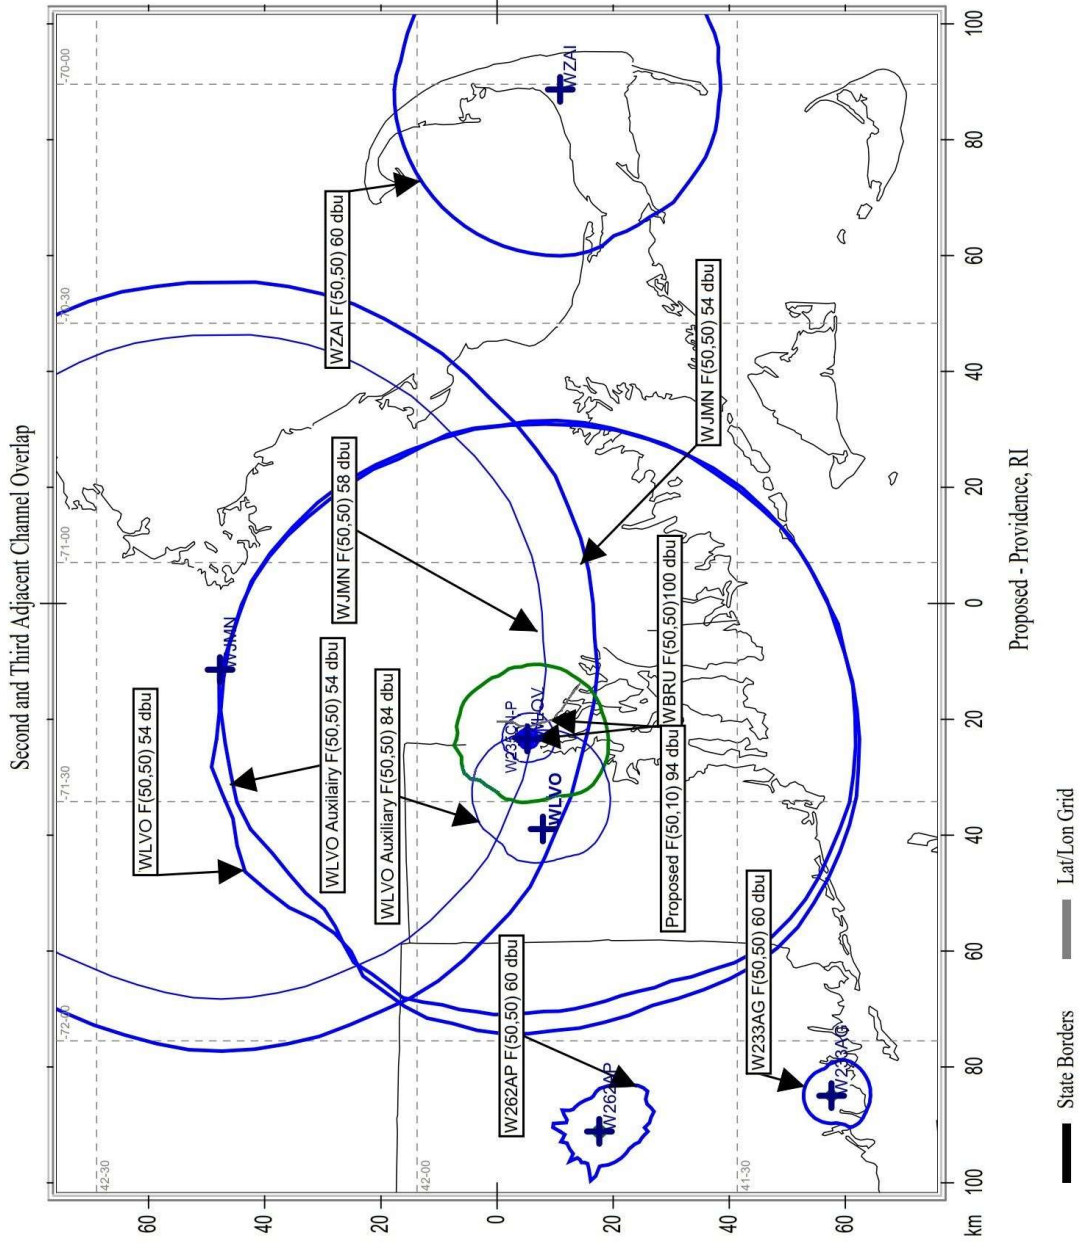 Second and Third Adjacent Channel Overlap
-72-00
-71-30
-71-00
-70-30
-70-00
42-30
42-00
41-30
WLVO F(50,50) 54 dbu
WJMN
WLVO Auxiliary F(50,50) 54 dbu
WJMN F(50,50) 58 dbu
WZAI F(50,50) 60 dbu
WLVO Auxiliary F(50,50) 84 dbu
W262AP F(50,50) 60 dbu
WLVO
WZAI
W262AP
Proposed F(50,10) 94 dbu
WBRU F(50,50)100 dbu
WJMN F(50,50) 54 dbu
W233AG F(50,50) 60 dbu
W233AG
60
40
20
0
20
40
60
km
100
80
60
40
20
0
20
40
60
80
100
Proposed - Providence, RI
State Borders
Lat/Lon Grid